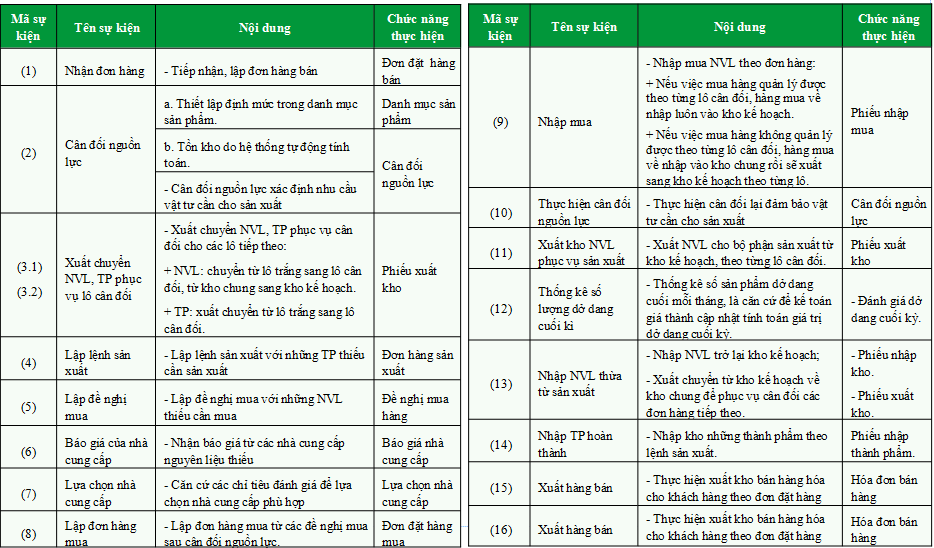 Mã sự kiện
Tên sự kiện
Nội dung
Chức năng thực hiện
(1)
Nhận đơn hàng
- Tiếp nhận, lập đơn hàng bán
Đơn đặt hàng bán
(2)
Cân đối nguồn lực
a. Thiết lập định mức trong danh mục sản phẩm.
Danh mục sản phẩm
b. Tồn kho do hệ thống tự động tính toán.
- Cân đối nguồn lực xác định nhu cầu vật tư cần cho sản xuất
Cân đối nguồn lực
(3.1)
(3.2)
Xuất chuyển NVL, TP phục vụ lô cân đối
- Xuất chuyển NVL, TP phục vụ cân đối cho các lô tiếp theo:
+ NVL: chuyển từ lô trắng sang lô cân đối, từ kho chung sang kho kế hoạch.
+ TP: xuất chuyển từ lô trắng sang lô cân đối.
Phiếu xuất kho
(4)
Lập lệnh sản xuất
- Lập lệnh sản xuất với những TP thiếu cần sản xuất
Đơn hàng sản xuất
(5)
Lập đề nghị mua
- Lập đề nghị mua với những NVL thiếu cần mua
Đề nghị mua hàng
(6)
Báo giá của nhà cung cấp
- Nhận báo giá từ các nhà cung cấp nguyên liệu thiếu
Báo giá nhà cung cấp
(7)
Lựa chọn nhà cung cấp
- Căn cứ các chỉ tiêu đánh giá để lựa chọn nhà cung cấp phù hợp
Lựa chọn nhà cung cấp
(8)
Lập đơn hàng mua
- Lập đơn hàng mua từ các đề nghị mua sau cân đối nguồn lực.
Đơn đặt hàng mua
Mã sự kiện
Tên sự kiện
Nội dung
Chức năng thực hiện
(9)
Nhập mua
- Nhập mua NVL theo đơn hàng:
+ Nếu việc mua hàng quản lý được theo từng lô cân đối, hàng mua về nhập luôn vào kho kế hoạch.
+ Nếu việc mua hàng không quản lý được theo từng lô cân đối, hàng mua về nhập vào kho chung rồi sẽ xuất sang kho kế hoạch theo từng lô.
Phiếu nhập mua
(10)
Thực hiện cân đối nguồn lực
- Thực hiện cân đối lại đảm bảo vật tư cần cho sản xuất
Cân đối nguồn lực
(11)
Xuất kho NVL phục vụ sản xuất
- Xuất NVL cho bộ phận sản xuất từ kho kế hoạch, theo từng lô cân đối.
Phiếu xuất kho
(12)
Thống kê số lượng dở dang cuối kì
- Thống kê số sản phẩm dở dang cuối mỗi tháng, là căn cứ để kế toán giá thành cập nhật tính toán giá trị dở dang cuối kỳ.
- Đánh giá dở dang cuối kỳ.
(13)
Nhập NVL thừa từ sản xuất
- Nhập NVL trở lại kho kế hoạch;
- Xuất chuyển từ kho kế hoạch về kho chung để phục vụ cân đối các đơn hàng tiếp theo.
- Phiếu nhập kho.
- Phiếu xuất kho.
(14)
Nhập TP hoàn thành
- Nhập kho những thành phẩm theo lệnh sản xuất.
Phiếu nhập thành phẩm.
(15)
Xuất hàng bán
- Thực hiện xuất kho bán hàng hóa cho khách hàng theo đơn đặt hàng
Hóa đơn bán hàng
(16)
Xuất hàng bán
- Thực hiện xuất kho bán hàng hóa cho khách hàng theo đơn đặt hàng
Hóa đơn bán hàng